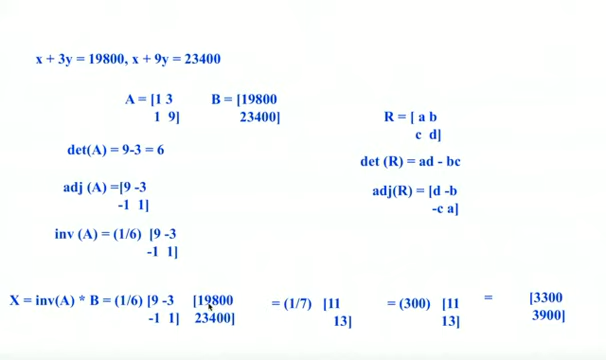 x + 3y = 19800, x + 9y = 23400
A = [1 3 B = [19800
1 9] 23400]
R = [ a b
c d]
det(A) = 9-3 = 6
det (R) = ad - bc
adj (A) =[9 -3
-1 1]
adj(R) = [d -b
-c a]
inv (A) = (1/6) [9 -3
-1 1]
X = inv(A) * B = (1/6) [9 -3 [19800 = (1/7) [11 = (300) [11 = [3300
-1 1] 23400] 13] 13] 3900]